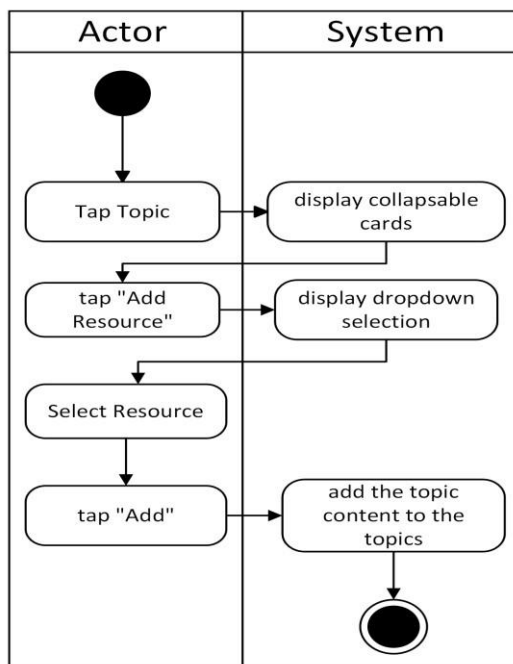 Actor
System
Tap Topic
display collapsable
cards
tap "Add
Resource"
display dropdown
selection
Select Resource
tap "Add"
add the topic
content to the
topics